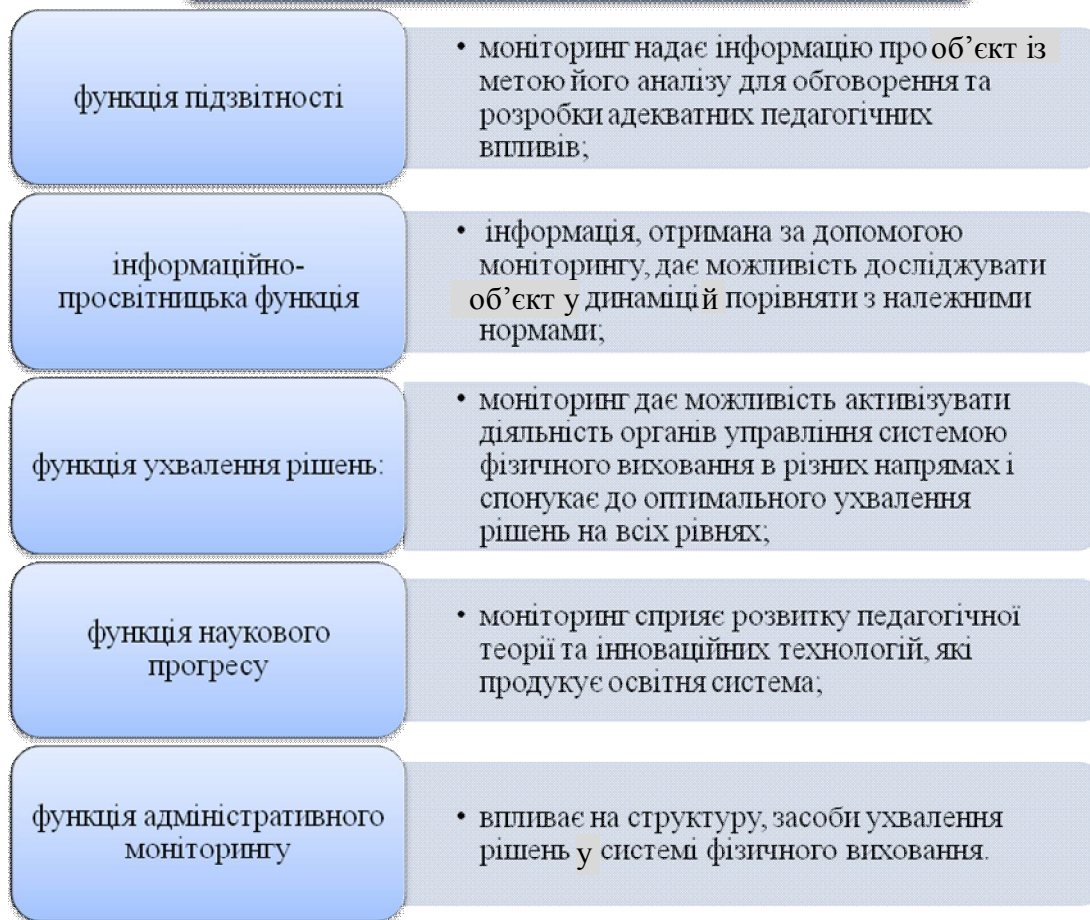 функція підзвітності
• моніторинг надає інформацію про об’єкт із
метою його аналізу для обговорення та
розробки адекватних педагогічних
впливів;
інформаційно-
просвітницька функція
• інформація, отримана за допомогою
моніторингу, дає можливість досліджувати
об’єкт у динаміці й порівняти з належними
нормами;
функція ухвалення рішень:
• моніторинг дає можливість активізувати
діяльність органів управління системою
фізичного виховання в різних напрямах і
спонукає до оптимального ухвалення
рішень на всіх рівнях;
функція наукового
прогресу
• моніторинг сприяє розвитку педагогічної
теорії та інноваційних технологій, які
продукує освітня система;
функція адміністративного
моніторингу
• впливає на структуру, засоби ухвалення
рішень у системі фізичного виховання.